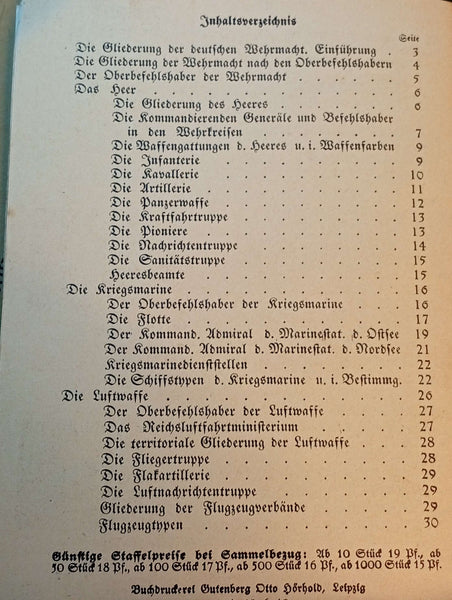 Inhaltsverzeichnis
Seite
Die Gliederung der deutschen Wehrmacht. Einführung . 3
Die Gliederung der Wehrmacht nach den Oberbefehlshabern 4
Der Oberbefehlshaber der Wehrmacht . . . . . 5
Das Heer . . . . . . . . . . . . . 6
Die Gliederung des Heeres . . . . . . . 6
Die Kommandierenden Generäle und Befehlshaber
in den Wehrkreisen . . . . . . . . 7
Die Waffengattungen d. Heeres u. i. Waffenfarben 9
Die Infanterie . . . . . . . . . . 9
Die Kavallerie . . . . . . . . . . 10
Die Artillerie . . . . . . . . . . 11
Die Panzerwaffe . . . . . . . . . 12
Die Kraftfahrtruppe . . . . . . . . 13
Die Pioniere . . . . . . . . . . 13
Die Nachrichtentruppe . . . . . . . . 14
Die Sanitätstruppe . . . . . . . . . 15
Heeresbeamte . . . . . . . . . . 15
Die Kriegsmarine . . . . . . . . . . 16
Der Oberbefehlshaber der Kriegsmarine . . . 16
Die Flotte . . . . . . . . . . . 17
Der Kommand. Admiral d. Marinestat. d. Ostsee 19
Der Kommand. Admiral d. Marinestat. d. Nordsee 21
Kriegsmarinedienststellen . . . . . . . 22
Die Schiffstypen d. Kriegsmarine u. i. Bestimmg. 22
Die Luftwaffe . . . . . . . . . . . 26
Der Oberbefehlshaber der Luftwaffe . . . . 27
Das Reichsluftfahrtministerium . . . . . 27
Die territoriale Gliederung der Luftwaffe . . . 28
Die Fliegertruppe . . . . . . . . . 28
Die Flakartillerie . . . . . . . . . 29
Die Luftnachrichtentruppe . . . . . . . 29
Gliederung der Flugzeugverbände . . . . . 29
Flugzeugtypen . . . . . . . . . . 30
Günstige Staffelpreise bei Sammelbezug: Ab 10 Stück 19 Pf., ab
50 Stück 18 Pf., ab 100 Stück 17 Pf., ab 500 Stück 16 Pf., ab 1000 Stück 15 Pf.
Buchdruckerei Gutenberg Otto Hörhold, Leipzig